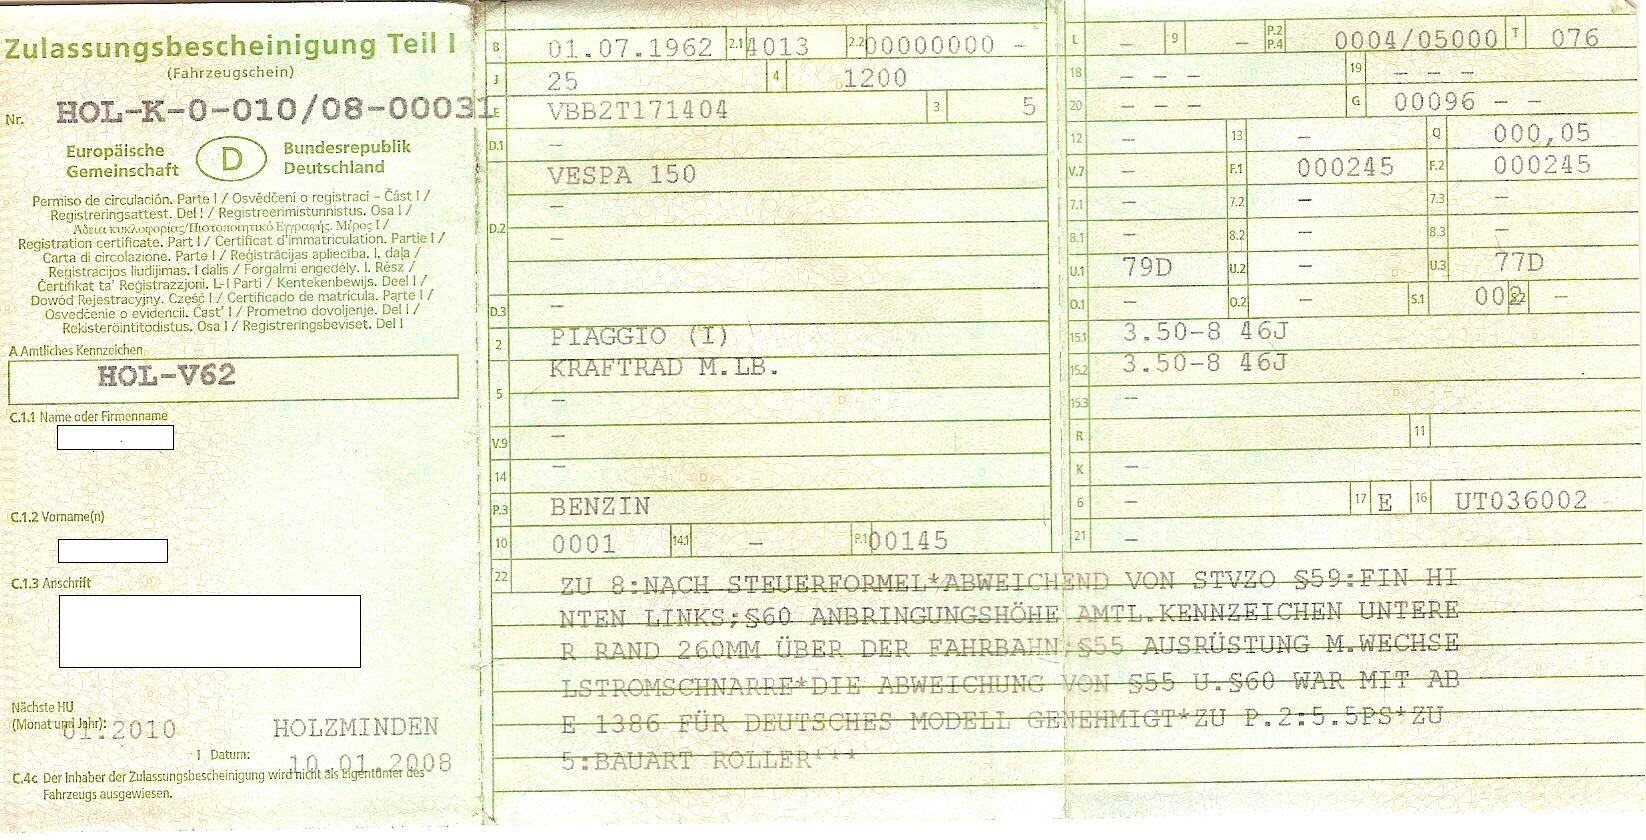 Zulassungsbescheinigung Teil I
(Fahrzeugschein)
Nr. HOL-K-0-010/08-00031
Europäische Gemeinschaft D Bundesrepublik Deutschland
Permiso de circulación. Parte I / Osvědčení o registraci – Část I /
Registreringsattest. Del I / Registreerimistunnistus. Osa I /
Άδεια κυκλοφορίας/Πιστοποιητικό Εγγραφής. Μέρος I /
Registration certificate. Part I / Certificat d'immatriculation. Partie I /
Carta di circolazione. Parte I / Reģistrācijas apliecība. I. daļa /
Registracijos liudijimas. I dalis / Forgalmi engedély. I. Rész /
Ċertifikat ta' Reġistrazzjoni. L-I Parti / Kentekenbewijs. Deel I /
Dowód Rejestracyjny. Część I / Certificado de matrícula. Parte I /
Osvedčenie o evidencii. Časť I / Prometno dovoljenje. Del I /
Rekisteröintitodistus. Osa I / Registreringsbeviset. Del I
A Amtliches Kennzeichen
HOL-V62
C.1.1 Name oder Firmenname
C.1.2 Vorname(n)
C.1.3 Anschrift
Nächste HU
(Monat und Jahr): 01.2010 HOLZMINDEN
I Datum: 10.01.2008
C.4c Der Inhaber der Zulassungsbescheinigung wird nicht als Eigentümer des
Fahrzeugs ausgewiesen.
B 01.07.1962 2.1 4013 2.2 00000000 -
J 25 4 1200
E VBB2T171404 3 5
D.1 -
VESPA 150
-
D.2 -
-
D.3 -
2 PIAGGIO (I)
KRAFTRAD M.LB.
5 -
V.9 -
14 -
P.3 BENZIN
10 0001 14.1 - P.1 00145
L - 9 - P.2 P.4 0004/05000 T 076
18 - - - 19 - - -
20 - - - G 00096 - -
12 - 13 - Q 000,05
V.7 - F.1 000245 F.2 000245
7.1 - 7.2 - 7.3 -
8.1 - 8.2 - 8.3 -
U.1 79D U.2 - U.3 77D
O.1 - O.2 - S.1 002 S.2 -
15.1 3.50-8 46J
15.2 3.50-8 46J
15.3 -
R 11
K -
6 - 17 E 16 UT036002
21 -
22 ZU 8:NACH STEUERFORMEL*ABWEICHEND VON STVZO §59:FIN HI
NTEN LINKS;§60 ANBRINGUNGSHÖHE AMTL.KENNZEICHEN UNTERE
R RAND 260MM ÜBER DER FAHRBAHN;§55 AUSRÜSTUNG M.WECHSE
LSTROMSCHNARRE*DIE ABWEICHUNG VON §55 U.§60 WAR MIT AB
E 1386 FÜR DEUTSCHES MODELL GENEHMIGT*ZU P.2:5.5PS*ZU
5:BAUART ROLLER***